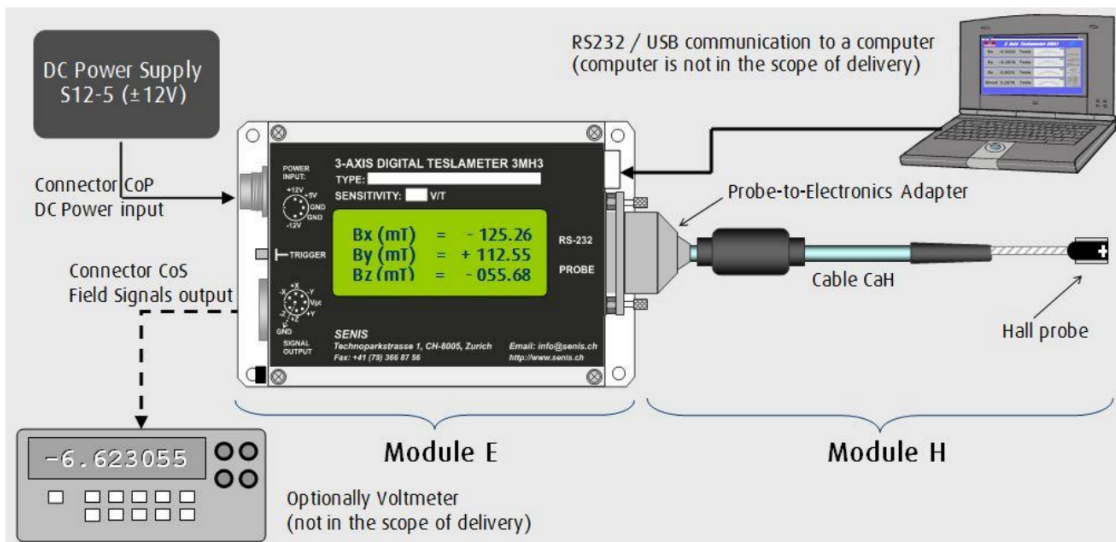 DC Power Supply
S12-5 (±12V)
RS232 / USB communication to a computer
(computer is not in the scope of delivery)
Connector CoP
DC Power input
POWER
INPUT:
+12V
+5V
GND
GND
-12V
3-AXIS DIGITAL TESLAMETER 3MH3
TYPE:
SENSITIVITY: V/T
Bx (mT) = - 125.26
By (mT) = + 112.55
Bz (mT) = - 055.68
RS-232
PROBE
TRIGGER
Probe-to-Electronics Adapter
Cable CaH
Hall probe
Connector CoS
Field Signals output
+X
-X
-Y
Vpt
-Z
+Y
+Z
GND
SIGNAL
OUTPUT
SENIS
Technoparkstrasse 1, CH-8005, Zurich Email: info@senis.ch
Fax: +41 (79) 366 87 56 http://www.senis.ch
Module E
Module H
-6.623055
Optionally Voltmeter
(not in the scope of delivery)